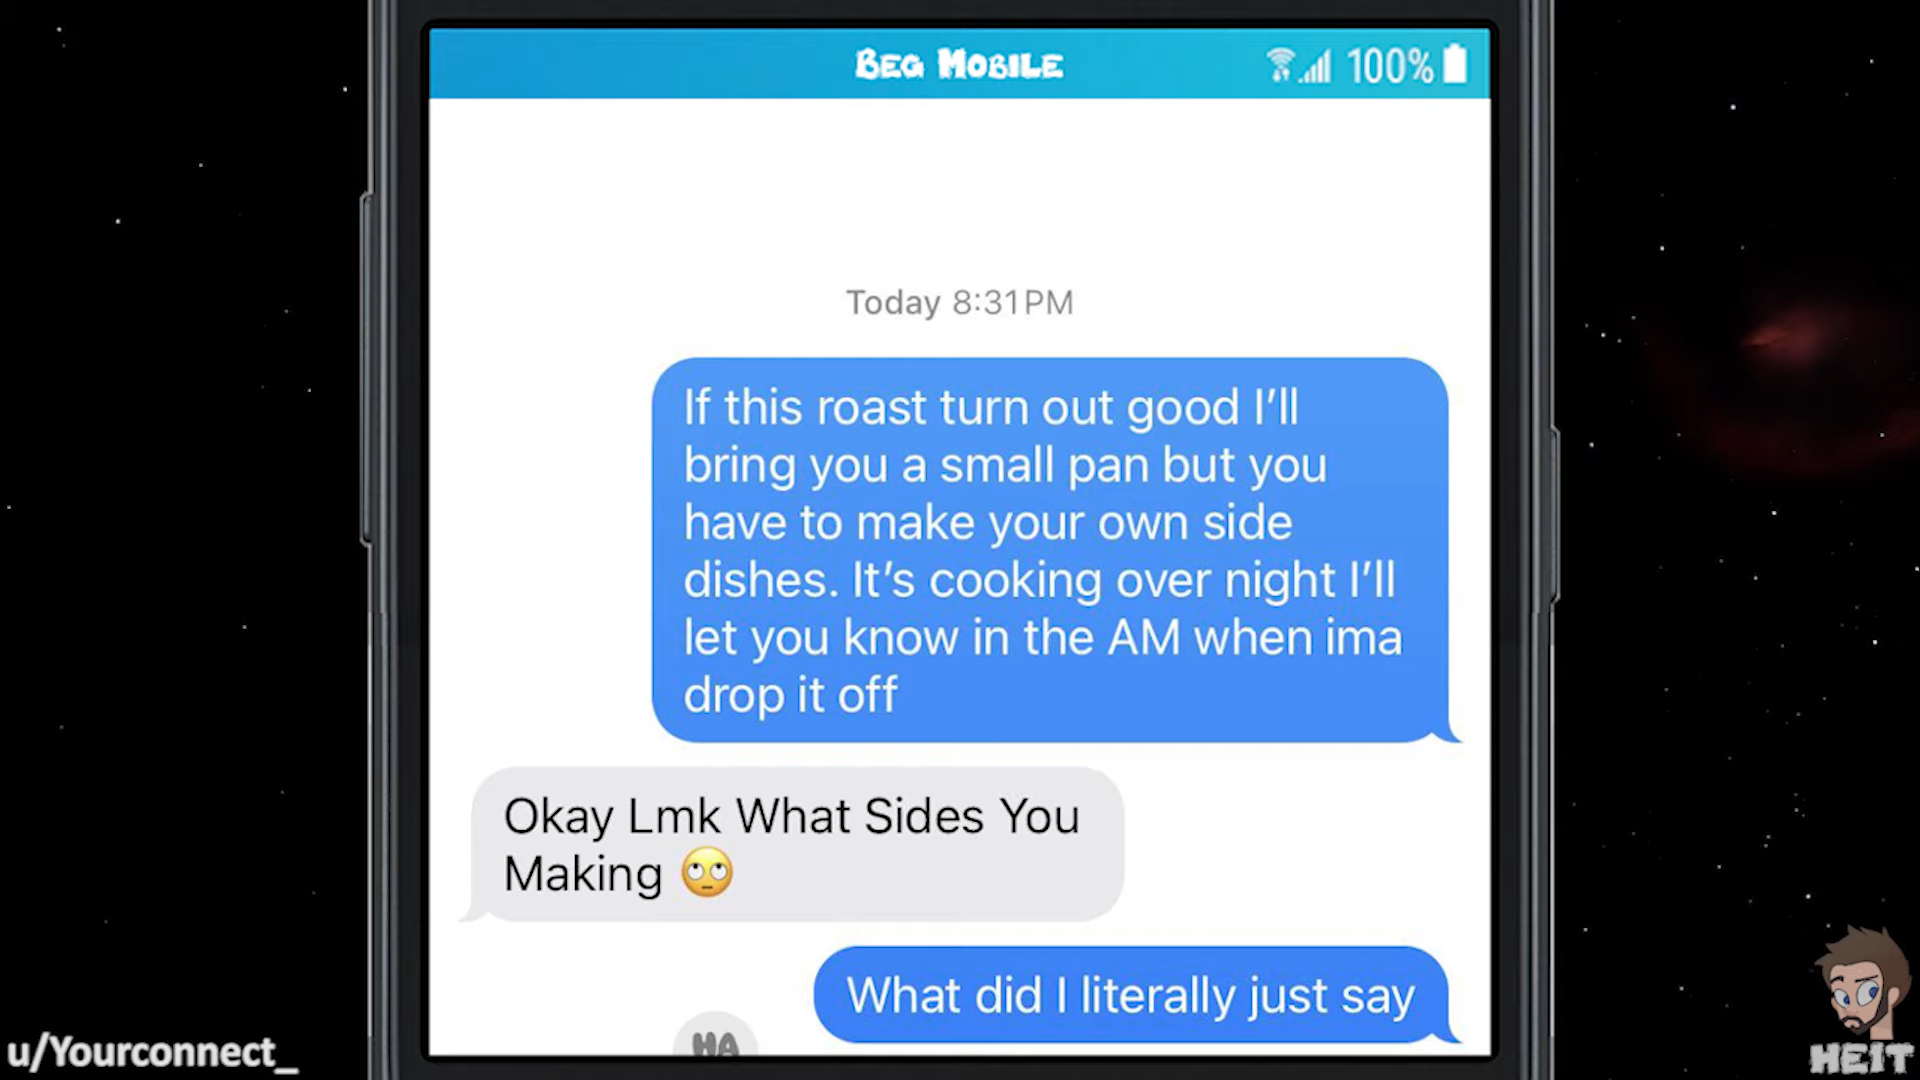 BEG MOBILE
100%
Today 8:31PM
If this roast turn out good I’ll
bring you a small pan but you
have to make your own side
dishes. It’s cooking over night I’ll
let you know in the AM when ima
drop it off
Okay Lmk What Sides You
Making 🙄
What did I literally just say
HA
u/Yourconnect_
HEIT